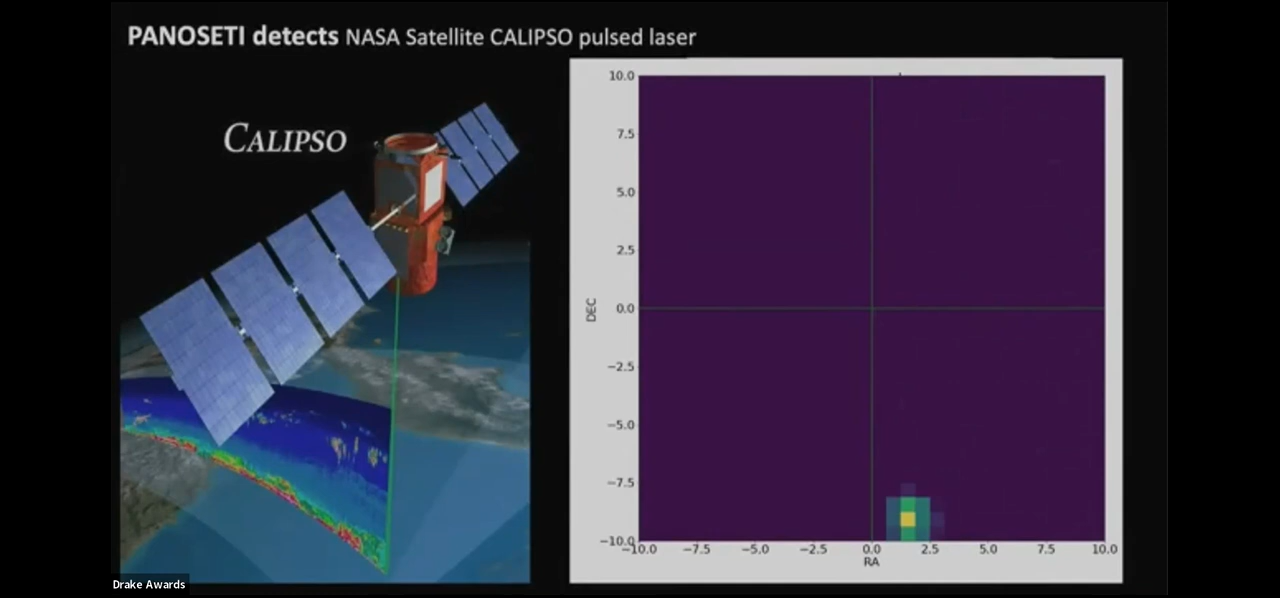 PANOSETI detects NASA Satellite CALIPSO pulsed laser
CALIPSO
10.0
7.5
5.0
2.5
0.0
−2.5
−5.0
−7.5
−10.0
DEC
−10.0 −7.5 −5.0 −2.5 0.0 2.5 5.0 7.5 10.0
RA
Drake Awards